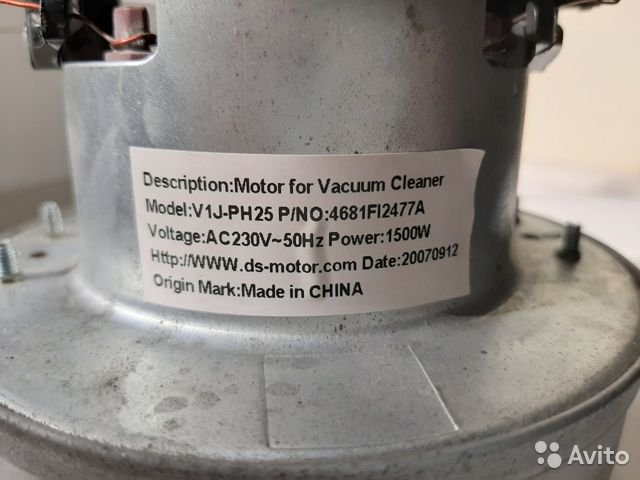 Description:Motor for Vacuum Cleaner
Model:V1J-PH25 P/NO:4681FI2477A
Voltage:AC230V~50Hz Power:1500W
Http://WWW.ds-motor.com Date:20070912
Origin Mark:Made in CHINA
Avito